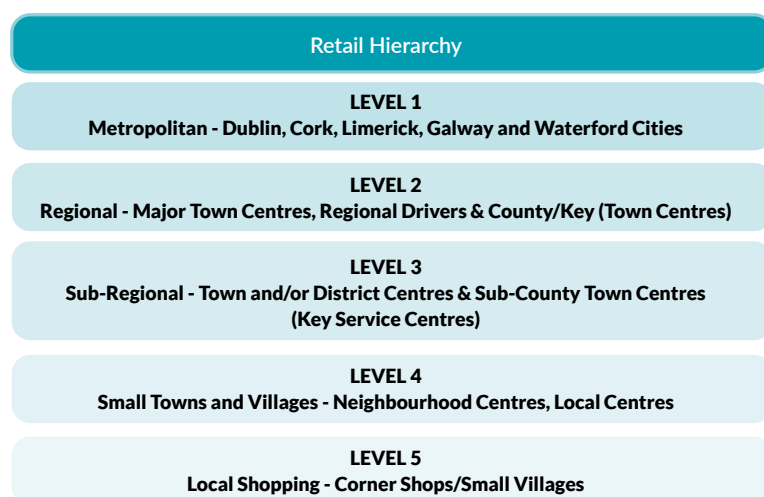 Retail Hierarchy
LEVEL 1
Metropolitan - Dublin, Cork, Limerick, Galway and Waterford Cities
LEVEL 2
Regional - Major Town Centres, Regional Drivers & County/Key (Town Centres)
LEVEL 3
Sub-Regional - Town and/or District Centres & Sub-County Town Centres
(Key Service Centres)
LEVEL 4
Small Towns and Villages - Neighbourhood Centres, Local Centres
LEVEL 5
Local Shopping - Corner Shops/Small Villages